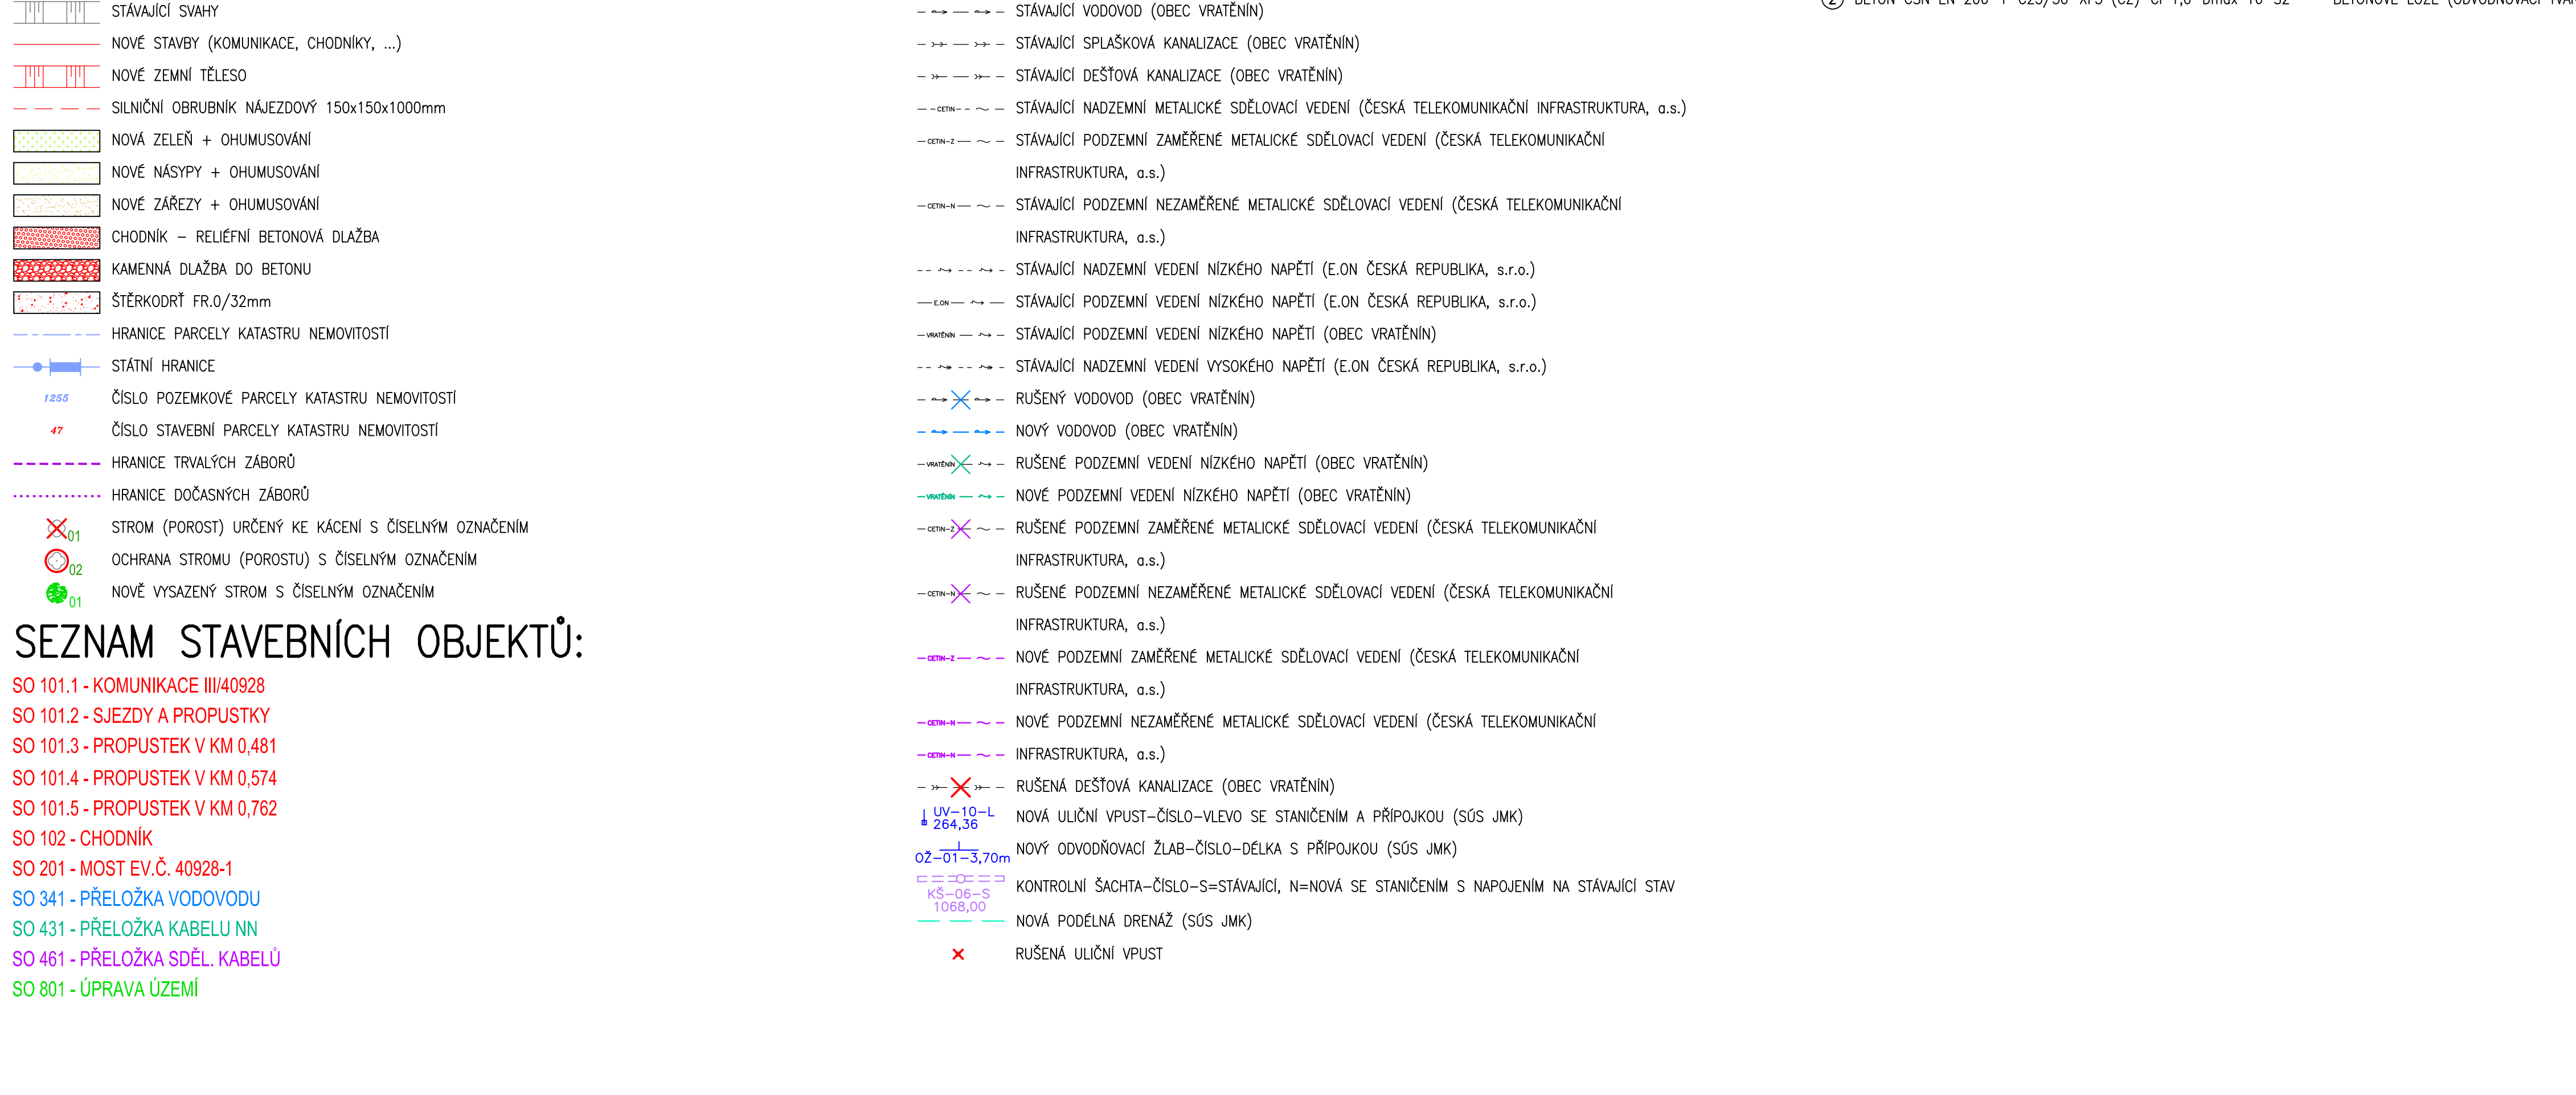 STÁVAJÍCÍ SVAHY
NOVÉ STAVBY (KOMUNIKACE, CHODNÍKY, ...)
NOVÉ ZEMNÍ TĚLESO
SILNIČNÍ OBRUBNÍK NÁJEZDOVÝ 150x150x1000mm
NOVÁ ZELEŇ + OHUMUSOVÁNÍ
NOVÉ NÁSYPY + OHUMUSOVÁNÍ
NOVÉ ZÁŘEZY + OHUMUSOVÁNÍ
CHODNÍK – RELIÉFNÍ BETONOVÁ DLAŽBA
KAMENNÁ DLAŽBA DO BETONU
ŠTĚRKODRŤ FR.0/32mm
HRANICE PARCELY KATASTRU NEMOVITOSTÍ
STÁTNÍ HRANICE
1255 ČÍSLO POZEMKOVÉ PARCELY KATASTRU NEMOVITOSTÍ
47 ČÍSLO STAVEBNÍ PARCELY KATASTRU NEMOVITOSTÍ
HRANICE TRVALÝCH ZÁBORŮ
HRANICE DOČASNÝCH ZÁBORŮ
01 STROM (POROST) URČENÝ KE KÁCENÍ S ČÍSELNÝM OZNAČENÍM
02 OCHRANA STROMU (POROSTU) S ČÍSELNÝM OZNAČENÍM
01 NOVĚ VYSAZENÝ STROM S ČÍSELNÝM OZNAČENÍM
SEZNAM STAVEBNÍCH OBJEKTŮ:
SO 101.1 - KOMUNIKACE III/40928
SO 101.2 - SJEZDY A PROPUSTKY
SO 101.3 - PROPUSTEK V KM 0,481
SO 101.4 - PROPUSTEK V KM 0,574
SO 101.5 - PROPUSTEK V KM 0,762
SO 102 - CHODNÍK
SO 201 - MOST EV.Č. 40928-1
SO 341 - PŘELOŽKA VODOVODU
SO 431 - PŘELOŽKA KABELU NN
SO 461 - PŘELOŽKA SDĚL. KABELŮ
SO 801 - ÚPRAVA ÚZEMÍ
STÁVAJÍCÍ VODOVOD (OBEC VRATĚNÍN)
STÁVAJÍCÍ SPLAŠKOVÁ KANALIZACE (OBEC VRATĚNÍN)
STÁVAJÍCÍ DEŠŤOVÁ KANALIZACE (OBEC VRATĚNÍN)
CETIN STÁVAJÍCÍ NADZEMNÍ METALICKÉ SDĚLOVACÍ VEDENÍ (ČESKÁ TELEKOMUNIKAČNÍ INFRASTRUKTURA, a.s.)
CETIN-Z STÁVAJÍCÍ PODZEMNÍ ZAMĚŘENÉ METALICKÉ SDĚLOVACÍ VEDENÍ (ČESKÁ TELEKOMUNIKAČNÍ
INFRASTRUKTURA, a.s.)
CETIN-N STÁVAJÍCÍ PODZEMNÍ NEZAMĚŘENÉ METALICKÉ SDĚLOVACÍ VEDENÍ (ČESKÁ TELEKOMUNIKAČNÍ
INFRASTRUKTURA, a.s.)
STÁVAJÍCÍ NADZEMNÍ VEDENÍ NÍZKÉHO NAPĚTÍ (E.ON ČESKÁ REPUBLIKA, s.r.o.)
E.ON STÁVAJÍCÍ PODZEMNÍ VEDENÍ NÍZKÉHO NAPĚTÍ (E.ON ČESKÁ REPUBLIKA, s.r.o.)
VRATĚNÍN STÁVAJÍCÍ PODZEMNÍ VEDENÍ NÍZKÉHO NAPĚTÍ (OBEC VRATĚNÍN)
STÁVAJÍCÍ NADZEMNÍ VEDENÍ VYSOKÉHO NAPĚTÍ (E.ON ČESKÁ REPUBLIKA, s.r.o.)
RUŠENÝ VODOVOD (OBEC VRATĚNÍN)
NOVÝ VODOVOD (OBEC VRATĚNÍN)
VRATĚNÍN RUŠENÉ PODZEMNÍ VEDENÍ NÍZKÉHO NAPĚTÍ (OBEC VRATĚNÍN)
VRATĚNÍN NOVÉ PODZEMNÍ VEDENÍ NÍZKÉHO NAPĚTÍ (OBEC VRATĚNÍN)
CETIN-Z RUŠENÉ PODZEMNÍ ZAMĚŘENÉ METALICKÉ SDĚLOVACÍ VEDENÍ (ČESKÁ TELEKOMUNIKAČNÍ
INFRASTRUKTURA, a.s.)
CETIN-N RUŠENÉ PODZEMNÍ NEZAMĚŘENÉ METALICKÉ SDĚLOVACÍ VEDENÍ (ČESKÁ TELEKOMUNIKAČNÍ
INFRASTRUKTURA, a.s.)
CETIN-Z NOVÉ PODZEMNÍ ZAMĚŘENÉ METALICKÉ SDĚLOVACÍ VEDENÍ (ČESKÁ TELEKOMUNIKAČNÍ
INFRASTRUKTURA, a.s.)
CETIN-N NOVÉ PODZEMNÍ NEZAMĚŘENÉ METALICKÉ SDĚLOVACÍ VEDENÍ (ČESKÁ TELEKOMUNIKAČNÍ
CETIN-N INFRASTRUKTURA, a.s.)
RUŠENÁ DEŠŤOVÁ KANALIZACE (OBEC VRATĚNÍN)
UV-10-L
264,36
NOVÁ ULIČNÍ VPUST-ČÍSLO-VLEVO SE STANIČENÍM A PŘÍPOJKOU (SÚS JMK)
NOVÝ ODVODŇOVACÍ ŽLAB-ČÍSLO-DÉLKA S PŘÍPOJKOU (SÚS JMK)
OŽ-01-3,70m
KONTROLNÍ ŠACHTA-ČÍSLO-S=STÁVAJÍCÍ, N=NOVÁ SE STANIČENÍM S NAPOJENÍM NA STÁVAJÍCÍ STAV
KŠ-06-S
1068,00
NOVÁ PODÉLNÁ DRENÁŽ (SÚS JMK)
RUŠENÁ ULIČNÍ VPUST